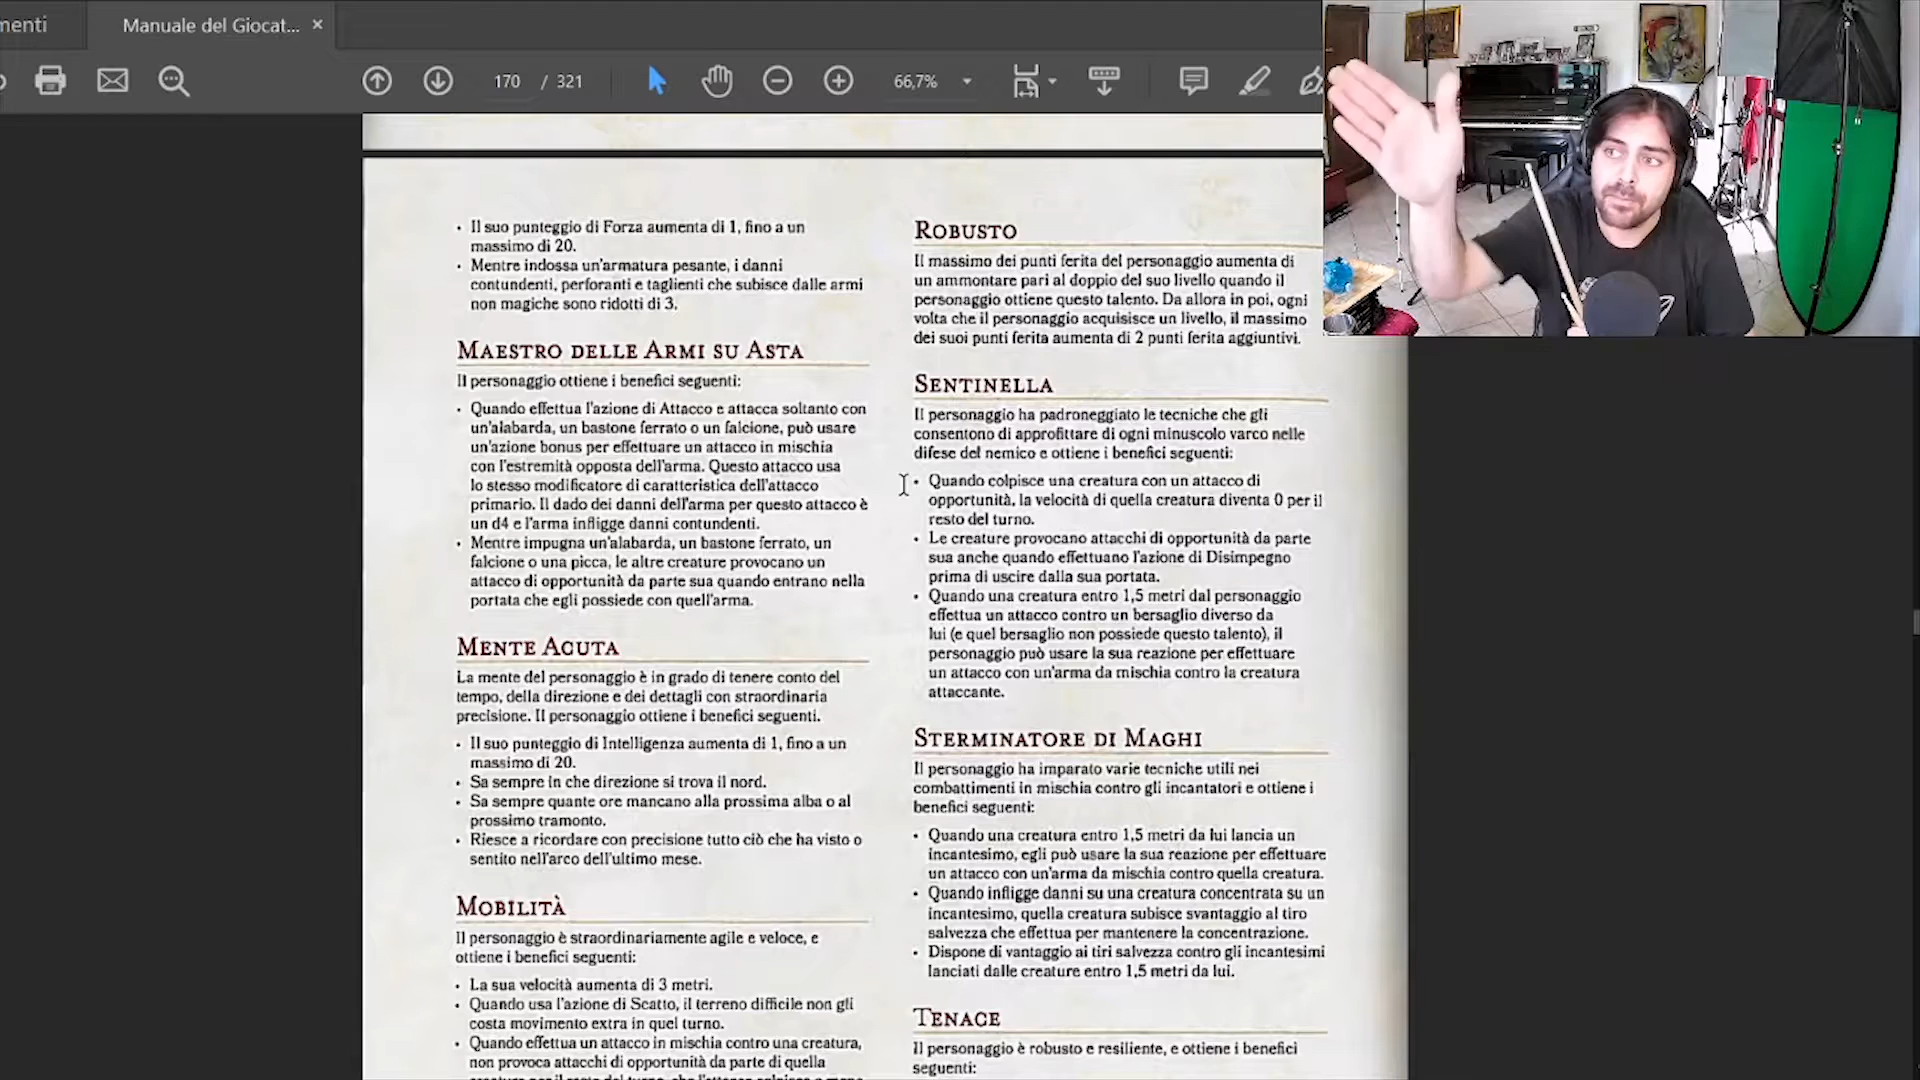 menti
Manuale del Giocat...
170 / 321
66,7%
• Il suo punteggio di Forza aumenta di 1, fino a un
massimo di 20.
• Mentre indossa un'armatura pesante, i danni
contundenti, perforanti e taglienti che subisce dalle armi
non magiche sono ridotti di 3.
Maestro delle Armi su Asta
Il personaggio ottiene i benefici seguenti:
• Quando effettua l'azione di Attacco e attacca soltanto con
un'alabarda, un bastone ferrato o un falcione, può usare
un'azione bonus per effettuare un attacco in mischia
con l'estremità opposta dell'arma. Questo attacco usa
lo stesso modificatore di caratteristica dell'attacco
primario. Il dado dei danni dell'arma per questo attacco è
un d4 e l'arma infligge danni contundenti.
• Mentre impugna un'alabarda, un bastone ferrato, un
falcione o una picca, le altre creature provocano un
attacco di opportunità da parte sua quando entrano nella
portata che egli possiede con quell'arma.
Mente Acuta
La mente del personaggio è in grado di tenere conto del
tempo, della direzione e dei dettagli con straordinaria
precisione. Il personaggio ottiene i benefici seguenti.
• Il suo punteggio di Intelligenza aumenta di 1, fino a un
massimo di 20.
• Sa sempre in che direzione si trova il nord.
• Sa sempre quante ore mancano alla prossima alba o al
prossimo tramonto.
• Riesce a ricordare con precisione tutto ciò che ha visto o
sentito nell'arco dell'ultimo mese.
Mobilità
Il personaggio è straordinariamente agile e veloce, e
ottiene i benefici seguenti:
• La sua velocità aumenta di 3 metri.
• Quando usa l'azione di Scatto, il terreno difficile non gli
costa movimento extra in quel turno.
• Quando effettua un attacco in mischia contro una creatura,
non provoca attacchi di opportunità da parte di quella
Robusto
Il massimo dei punti ferita del personaggio aumenta di
un ammontare pari al doppio del suo livello quando il
personaggio ottiene questo talento. Da allora in poi, ogni
volta che il personaggio acquisisce un livello, il massimo
dei suoi punti ferita aumenta di 2 punti ferita aggiuntivi.
Sentinella
Il personaggio ha padroneggiato le tecniche che gli
consentono di approfittare di ogni minuscolo varco nelle
difese del nemico e ottiene i benefici seguenti:
• Quando colpisce una creatura con un attacco di
opportunità, la velocità di quella creatura diventa 0 per il
resto del turno.
• Le creature provocano attacchi di opportunità da parte
sua anche quando effettuano l'azione di Disimpegno
prima di uscire dalla sua portata.
• Quando una creatura entro 1,5 metri dal personaggio
effettua un attacco contro un bersaglio diverso da
lui (e quel bersaglio non possiede questo talento), il
personaggio può usare la sua reazione per effettuare
un attacco con un'arma da mischia contro la creatura
attaccante.
Sterminatore di Maghi
Il personaggio ha imparato varie tecniche utili nei
combattimenti in mischia contro gli incantatori e ottiene i
benefici seguenti:
• Quando una creatura entro 1,5 metri da lui lancia un
incantesimo, egli può usare la sua reazione per effettuare
un attacco con un'arma da mischia contro quella creatura.
• Quando infligge danni su una creatura concentrata su un
incantesimo, quella creatura subisce svantaggio al tiro
salvezza che effettua per mantenere la concentrazione.
• Dispone di vantaggio ai tiri salvezza contro gli incantesimi
lanciati dalle creature entro 1,5 metri da lui.
Tenace
Il personaggio è robusto e resiliente, e ottiene i benefici
seguenti: